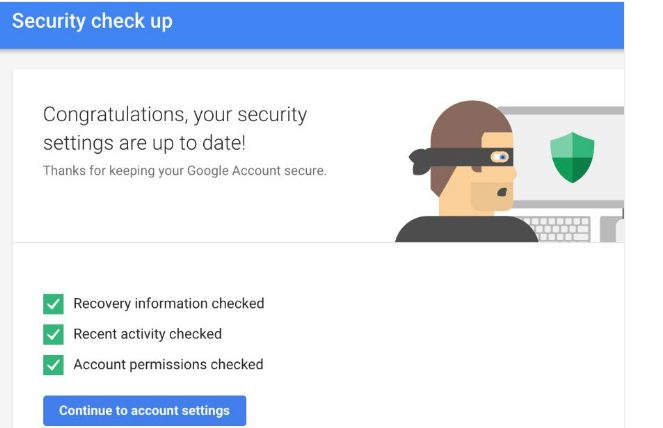 Security check up
Congratulations, your security
settings are up to date!
Thanks for keeping your Google Account secure.
Recovery information checked
Recent activity checked
Account permissions checked
Continue to account settings